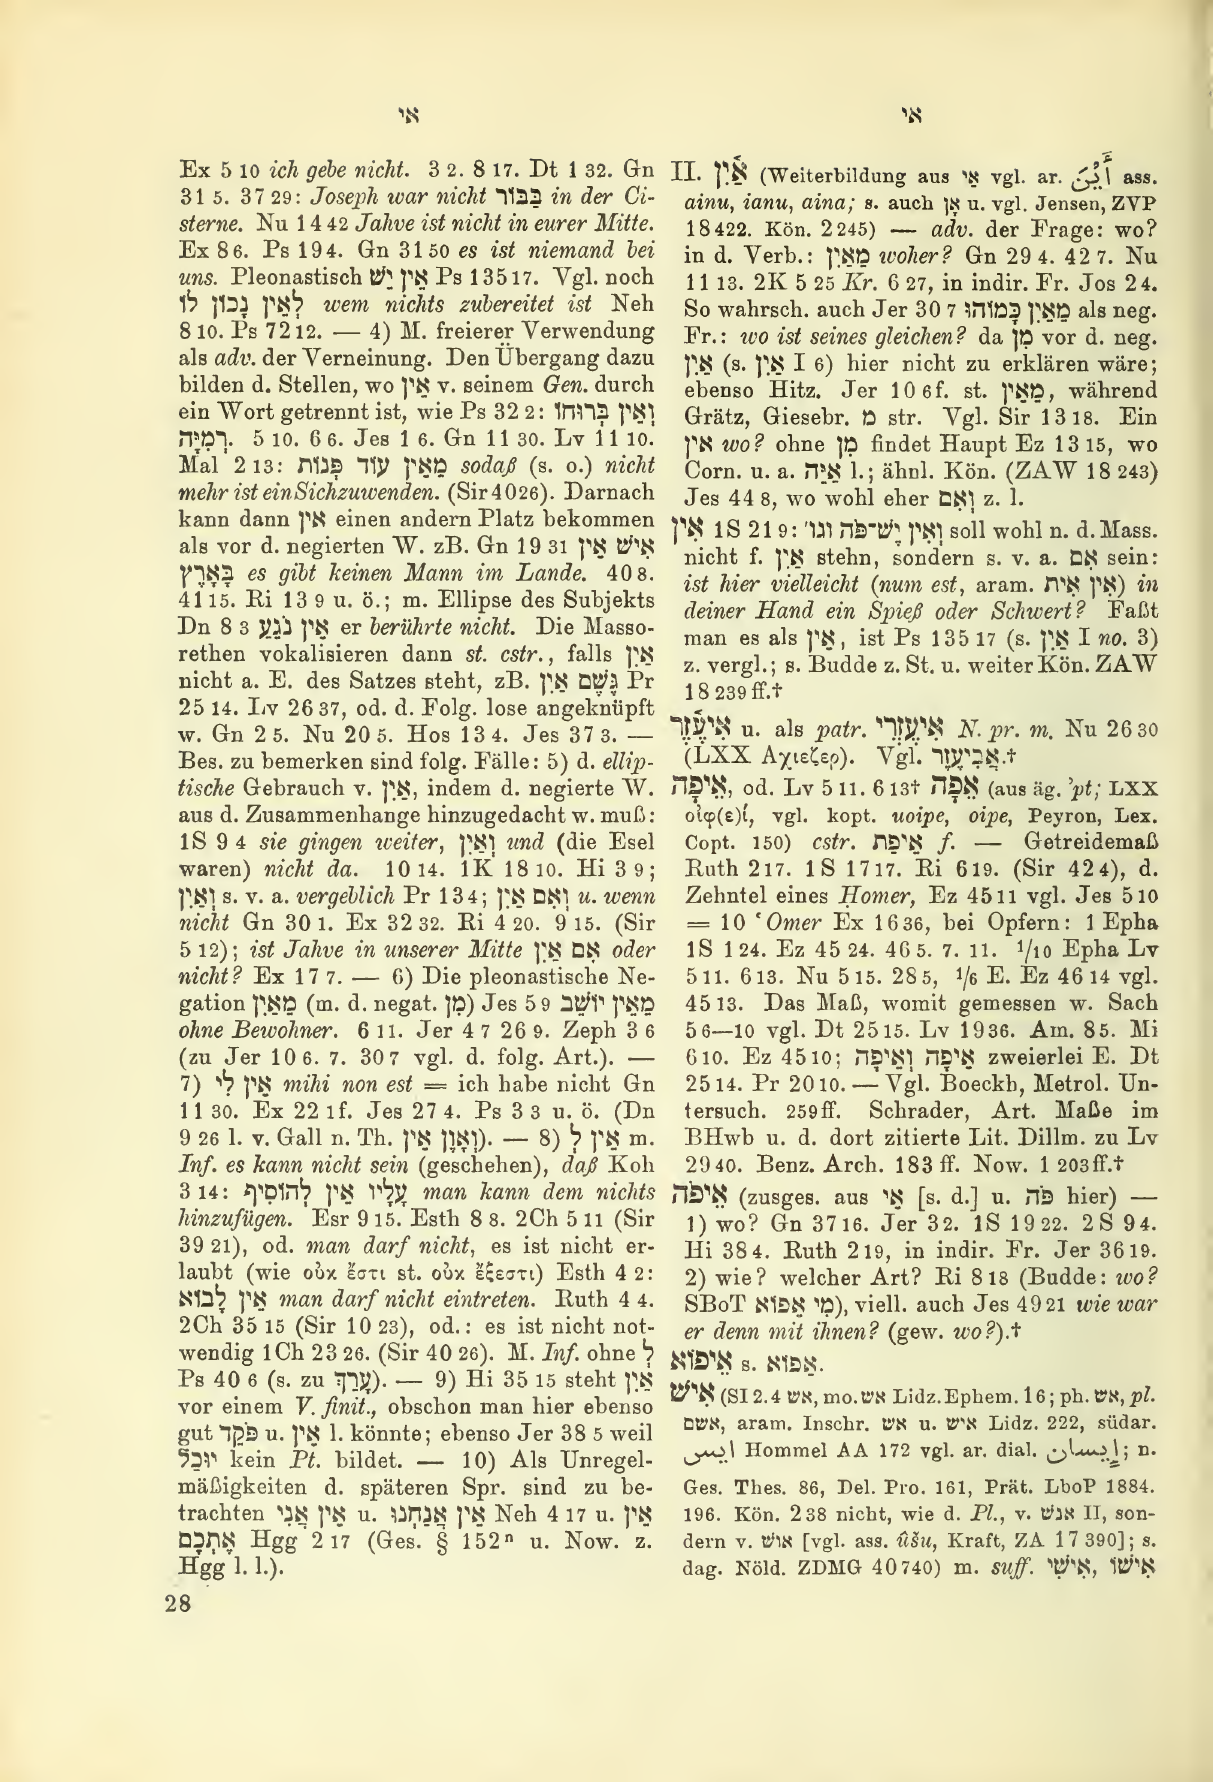 אי
אי
Ex 5 10 ich gebe nicht. 3 2. 8 17. Dt 1 32. Gn
31 5. 37 29: Joseph war nicht בַּבּוֹר in der Ci-
sterne. Nu 14 42 Jahve ist nicht in eurer Mitte.
Ex 8 6. Ps 19 4. Gn 31 50 es ist niemand bei
uns. Pleonastisch אֵין יֶשׁ Ps 135 17. Vgl. noch
לְאֵין נָכוֹן לוֹ wem nichts zubereitet ist Neh
8 10. Ps 72 12. — 4) M. freierer Verwendung
als adv. der Verneinung. Den Übergang dazu
bilden d. Stellen, wo אֵין v. seinem Gen. durch
ein Wort getrennt ist, wie Ps 32 2: וְאֵין בְּרוּחוֹ
רְמִיָּה. 5 10. 6 6. Jes 1 6. Gn 11 30. Lv 11 10.
Mal 2 13: מֵאֵין עוֹד פְּנוֹת sodaß (s. o.) nicht
mehr ist ein Sichzuwenden. (Sir 40 26). Darnach
kann dann אין einen andern Platz bekommen
als vor d. negierten W. zB. Gn 19 31 אִישׁ אֵין
בָּאָרֶץ es gibt keinen Mann im Lande. 40 8.
41 15. Ri 13 9 u. ö.; m. Ellipse des Subjekts
Dn 8 3 אֵין נֹגֵעַ er berührte nicht. Die Masso-
rethen vokalisieren dann st. cstr., falls אַיִן
nicht a. E. des Satzes steht, zB. גֶּשֶׁם אַיִן Pr
25 14. Lv 26 37, od. d. Folg. lose angeknüpft
w. Gn 2 5. Nu 20 5. Hos 13 4. Jes 37 3. —
Bes. zu bemerken sind folg. Fälle: 5) d. ellip-
tische Gebrauch v. אַיִן, indem d. negierte W.
aus d. Zusammenhange hinzugedacht w. muß:
1S 9 4 sie gingen weiter, וָאַיִן und (die Esel
waren) nicht da. 10 14. 1K 18 10. Hi 3 9;
וָאַיִן s. v. a. vergeblich Pr 13 4; וְאִם אַיִן u. wenn
nicht Gn 30 1. Ex 32 32. Ri 4 20. 9 15. (Sir
5 12); ist Jahve in unserer Mitte אִם אַיִן oder
nicht? Ex 17 7. — 6) Die pleonastische Ne-
gation מֵאַיִן (m. d. negat. מִן) Jes 5 9 מֵאֵין יוֹשֵׁב
ohne Bewohner. 6 11. Jer 4 7 26 9. Zeph 3 6
(zu Jer 10 6. 7. 30 7 vgl. d. folg. Art.). —
7) אֵין לִי mihi non est = ich habe nicht Gn
11 30. Ex 22 1f. Jes 27 4. Ps 3 3 u. ö. (Dn
9 26 l. v. Gall n. Th. וְאָוֶן אֵין). — 8) אֵין לְ m.
Inf. es kann nicht sein (geschehen), daß Koh
3 14: עָלָיו אֵין לְהוֹסִיף man kann dem nichts
hinzufügen. Esr 9 15. Esth 8 8. 2Ch 5 11 (Sir
39 21), od. man darf nicht, es ist nicht er-
laubt (wie οὐκ ἔστι st. οὐκ ἔξεστι) Esth 4 2:
אֵין לָבוֹא man darf nicht eintreten. Ruth 4 4.
2Ch 35 15 (Sir 10 23), od.: es ist nicht not-
wendig 1Ch 23 26. (Sir 40 26). M. Inf. ohne לְ
Ps 40 6 (s. zu עֲרֹךְ). — 9) Hi 35 15 steht אַיִן
vor einem V. finit., obschon man hier ebenso
gut פֹּקֵד u. אֵין l. könnte; ebenso Jer 38 5 weil
יוּכַל kein Pt. bildet. — 10) Als Unregel-
mäßigkeiten d. späteren Spr. sind zu be-
trachten אֵין אֲנִי u. אֵין אֲנַחְנוּ Neh 4 17 u. אֵין
אֶתְכֶם Hgg 2 17 (Ges. § 152ⁿ u. Now. z.
Hgg l. l.).
28
II. אַיִן (Weiterbildung aus אי vgl. ar. أَيْنَ ass.
ainu, ianu, aina; s. auch אָן u. vgl. Jensen, ZVP
18 422. Kön. 2 245) — adv. der Frage: wo?
in d. Verb.: מֵאַיִן woher? Gn 29 4. 42 7. Nu
11 13. 2K 5 25 Kr. 6 27, in indir. Fr. Jos 2 4.
So wahrsch. auch Jer 30 7 מֵאַיִן כָּמוֹהוּ als neg.
Fr.: wo ist seines gleichen? da מִן vor d. neg.
אַיִן (s. אַיִן I 6) hier nicht zu erklären wäre;
ebenso Hitz. Jer 10 6f. st. מֵאֵין, während
Grätz, Giesebr. מ str. Vgl. Sir 13 18. Ein
אין wo? ohne מִן findet Haupt Ez 13 15, wo
Corn. u. a. אַיֵּה l.; ähnl. Kön. (ZAW 18 243)
Jes 44 8, wo wohl eher וְאִם z. l.
אִין 1S 21 9: וְאִין יֶשׁ־פֹּה וגו׳ soll wohl n. d. Mass.
nicht f. אַיִן stehn, sondern s. v. a. אִם sein:
ist hier vielleicht (num est, aram. אִין אִית) in
deiner Hand ein Spieß oder Schwert? Faßt
man es als אֵין, ist Ps 135 17 (s. אַיִן I no. 3)
z. vergl.; s. Budde z. St. u. weiter Kön. ZAW
18 239 ff.†
אִיעֶזֶר u. als patr. אִיעֶזְרִי N. pr. m. Nu 26 30
(LXX Αχιεζερ). Vgl. אֲבִיעֶזֶר.†
אֵיפָה, od. Lv 5 11. 6 13† אֵפָה (aus äg. ’pt; LXX
οἰφ(ε)ί, vgl. kopt. uoipe, oipe, Peyron, Lex.
Copt. 150) cstr. אֵיפַת f. — Getreidemaß
Ruth 2 17. 1S 17 17. Ri 6 19. (Sir 42 4), d.
Zehntel eines Ḥomer, Ez 45 11 vgl. Jes 5 10
= 10 ʿOmer Ex 16 36, bei Opfern: 1 Epha
1S 1 24. Ez 45 24. 46 5. 7. 11. 1/10 Epha Lv
5 11. 6 13. Nu 5 15. 28 5, 1/6 E. Ez 46 14 vgl.
45 13. Das Maß, womit gemessen w. Sach
5 6—10 vgl. Dt 25 15. Lv 19 36. Am. 8 5. Mi
6 10. Ez 45 10; אֵיפָה וְאֵיפָה zweierlei E. Dt
25 14. Pr 20 10. — Vgl. Boeckh, Metrol. Un-
tersuch. 259 ff. Schrader, Art. Maße im
BHwb u. d. dort zitierte Lit. Dillm. zu Lv
29 40. Benz. Arch. 183 ff. Now. 1 203 ff.†
אֵיפֹה (zusges. aus אֵי [s. d.] u. פֹּה hier) —
1) wo? Gn 37 16. Jer 3 2. 1S 19 22. 2 S 9 4.
Hi 38 4. Ruth 2 19, in indir. Fr. Jer 36 19.
2) wie? welcher Art? Ri 8 18 (Budde: wo?
SBoT מִי אֵפוֹא), viell. auch Jes 49 21 wie war
er denn mit ihnen? (gew. wo?).†
אֵיפוֹא s. אֵפוֹא.
אִישׁ (SI 2. 4 אש, mo. אש Lidz. Ephem. 16; ph. אש, pl.
אשם, aram. Inschr. אש u. איש Lidz. 222, südar.
ايس Hommel AA 172 vgl. ar. dial. إيسان; n.
Ges. Thes. 86, Del. Pro. 161, Prät. LboP 1884.
196. Kön. 2 38 nicht, wie d. Pl., v. אנשׁ II, son-
dern v. אישׁ [vgl. ass. ûšu, Kraft, ZA 17 390]; s.
dag. Nöld. ZDMG 40 740) m. suff. אִישִׁי, אִישׁוֹ